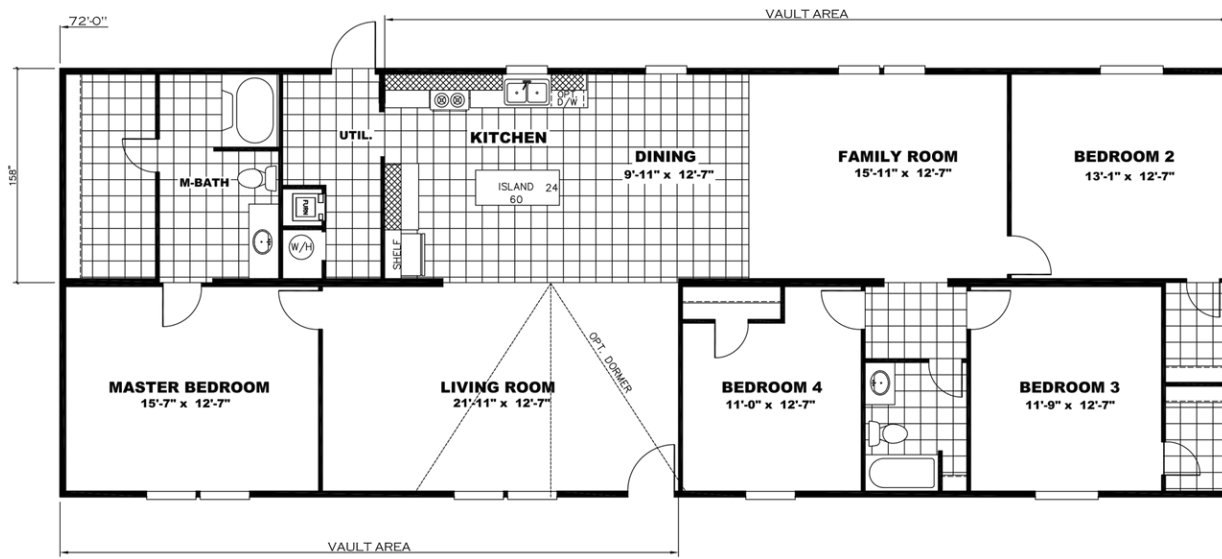 VAULT AREA
72'-0"
158"
OPT.
D/W
UTIL.
KITCHEN
DINING
9'-11" x 12'-7"
FAMILY ROOM
15'-11" x 12'-7"
BEDROOM 2
13'-1" x 12'-7"
M-BATH
ISLAND 24
60
FURN
W/H
SHELF
OPT. DORMER
MASTER BEDROOM
15'-7" x 12'-7"
LIVING ROOM
21'-11" x 12'-7"
BEDROOM 4
11'-0" x 12'-7"
BEDROOM 3
11'-9" x 12'-7"
VAULT AREA